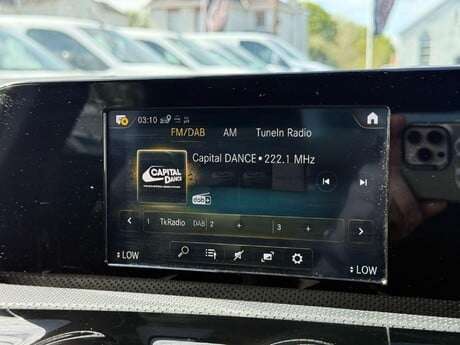 03:10
FM/DAB AM TuneIn Radio
Capital DANCE • 222.1 MHz
CAPITAL
DANCE
dab+
1 TkRadio DAB 2 + 3 +
LOW LOW